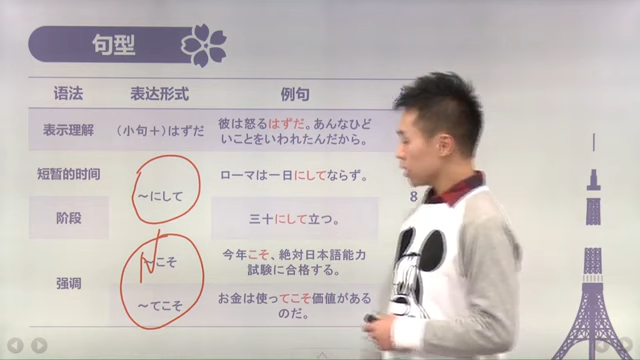 句型
语法 表达形式 例句
表示理解 （小句＋）はずだ 彼は怒るはずだ。あんなひど
いことをいわれたんだから。
短暂的时间 ～にして ローマは一日にしてならず。
阶段 三十にして立つ。
8
强调 N ～こそ 今年こそ、絶対日本語能力
試験に合格する。
～てこそ お金は使ってこそ価値がある
のだ。